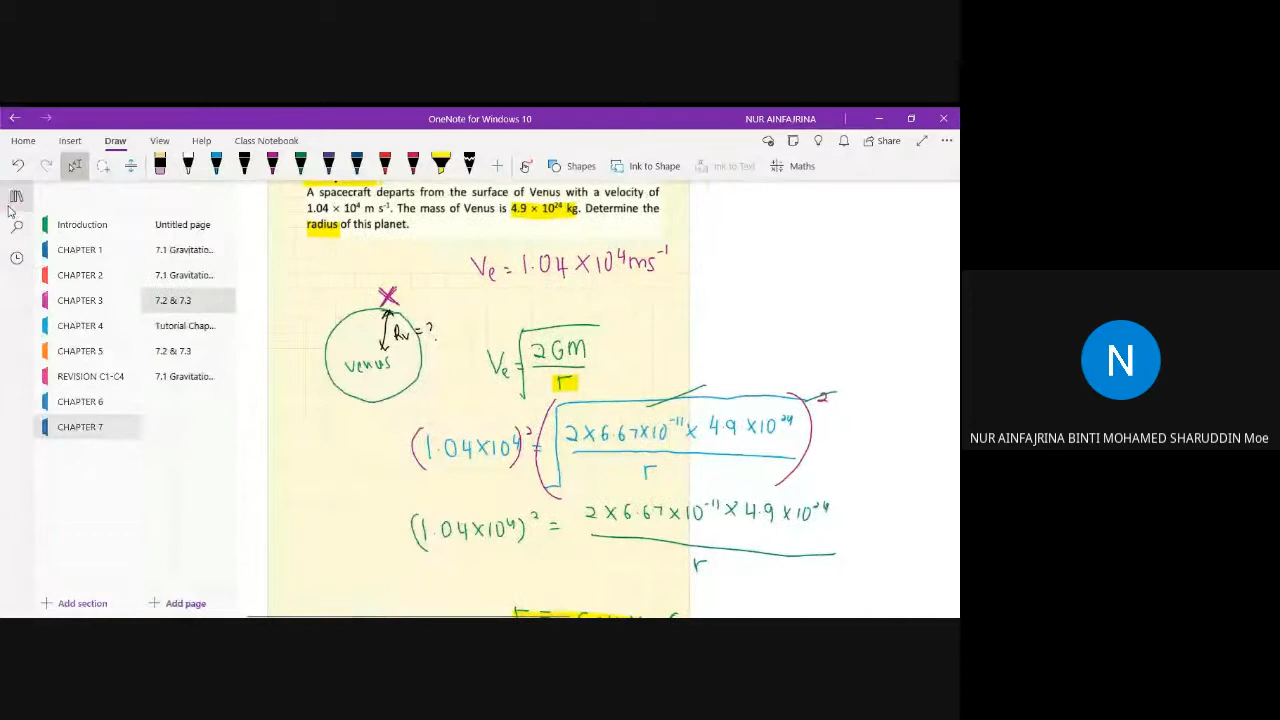 OneNote for Windows 10
NUR AINFAJRINA
Home Insert Draw View Help Class Notebook
Share
Shapes Ink to Shape Ink to Text Maths
A spacecraft departs from the surface of Venus with a velocity of
1.04 × 10⁴ m s⁻¹. The mass of Venus is 4.9 × 10²⁴ kg. Determine the
radius of this planet.
Introduction Untitled page
CHAPTER 1 7.1 Gravitatio...
CHAPTER 2 7.1 Gravitatio...
CHAPTER 3 7.2 & 7.3
CHAPTER 4 Tutorial Chap...
CHAPTER 5 7.2 & 7.3
REVISION C1-C4 7.1 Gravitatio...
CHAPTER 6
CHAPTER 7
Add section Add page
Ve = 1.04 × 10⁴ ms⁻¹
X
Rv = ?
Venus
Ve = √(2GM / r)
(1.04×10⁴)² = (√(2 × 6.67×10⁻¹¹ × 4.9 × 10²⁴ / r))²
(1.04×10⁴)² = 2 × 6.67×10⁻¹¹ × 4.9 × 10²⁴ / r
N
NUR AINFAJRINA BINTI MOHAMED SHARUDDIN Moe